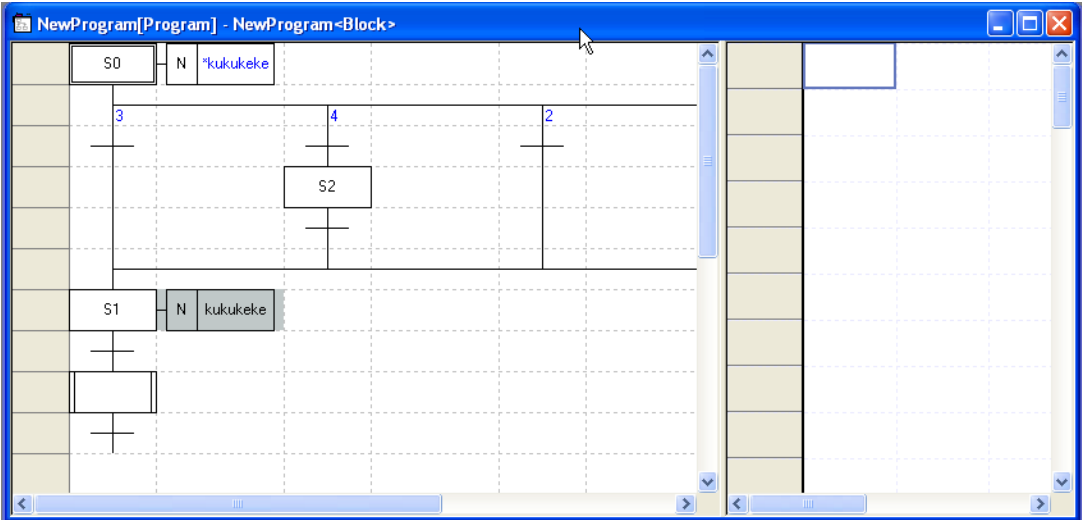 NewProgram[Program] - NewProgram<Block>
S0 N *kukukeke
3 4 2
S2
S1 N kukukeke